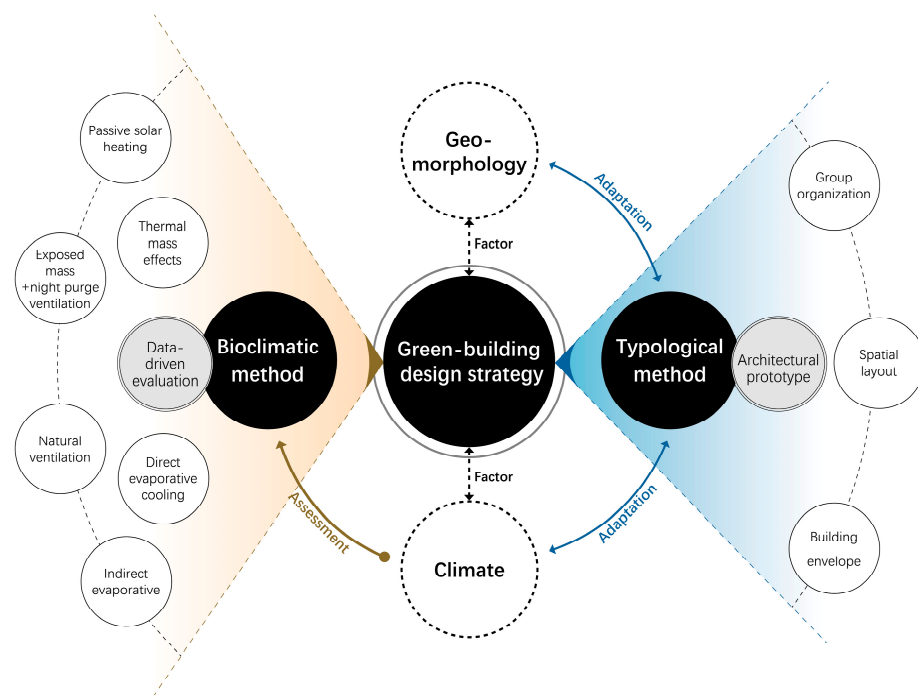 Passive solar
heating
Thermal
mass
effects
Exposed
mass
+night purge
ventilation
Data-
driven
evaluation
Bioclimatic
method
Natural
ventilation
Direct
evaporative
cooling
Indirect
evaporative
Assessment
Geo-
morphology
Factor
Green-building
design strategy
Factor
Climate
Adaptation
Typological
method
Architectural
prototype
Adaptation
Group
organization
Spatial
layout
Building
envelope